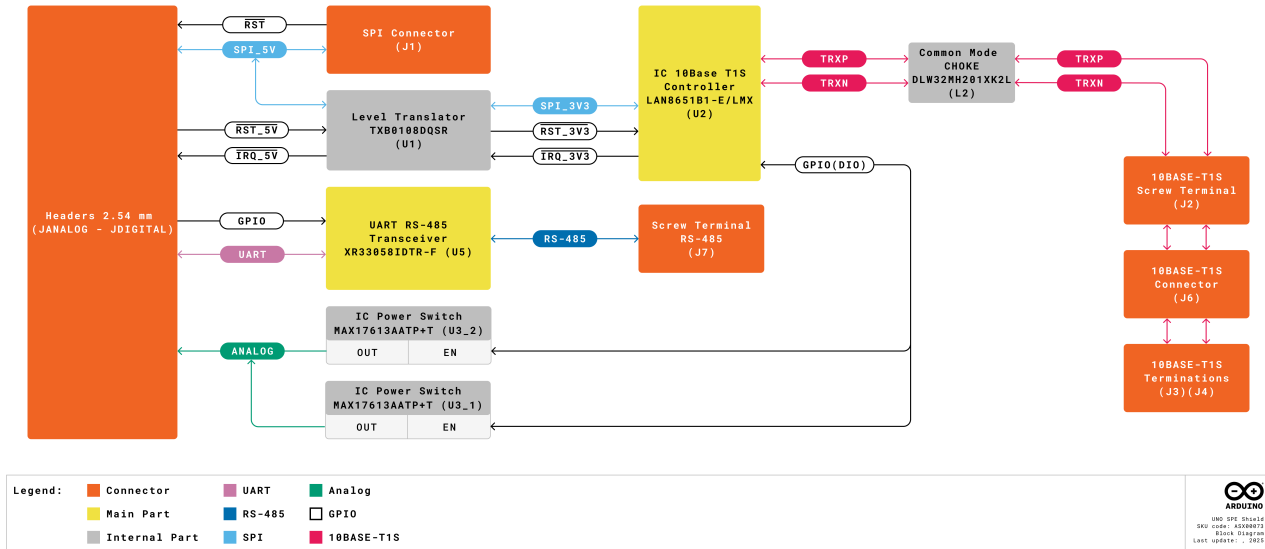 RST
SPI_5V
SPI Connector
(J1)
Level Translator
TXB0108DQSR
(U1)
RST_5V
IRQ_5V
Headers 2.54 mm
(JANALOG - JDIGITAL)
GPIO
UART
UART RS-485
Transceiver
XR33058IDTR-F (U5)
IC Power Switch
MAX17613AATP+T (U3_2)
OUT
EN
ANALOG
IC Power Switch
MAX17613AATP+T (U3_1)
OUT
EN
SPI_3V3
RST_3V3
IRQ_3V3
IC 10Base T1S
Controller
LAN8651B1-E/LMX
(U2)
RS-485
Screw Terminal
RS-485
(J7)
TRXP
TRXN
GPIO(DIO)
Common Mode
CHOKE
DLW32MH201XK2L
(L2)
TRXP
TRXN
10BASE-T1S
Screw Terminal
(J2)
10BASE-T1S
Connector
(J6)
10BASE-T1S
Terminations
(J3)(J4)
Legend:
Connector
Main Part
Internal Part
UART
RS-485
SPI
Analog
GPIO
10BASE-T1S
ARDUINO
UNO SPE Shield
SKU code: ASX00073
Block Diagram
Last update: , 2025